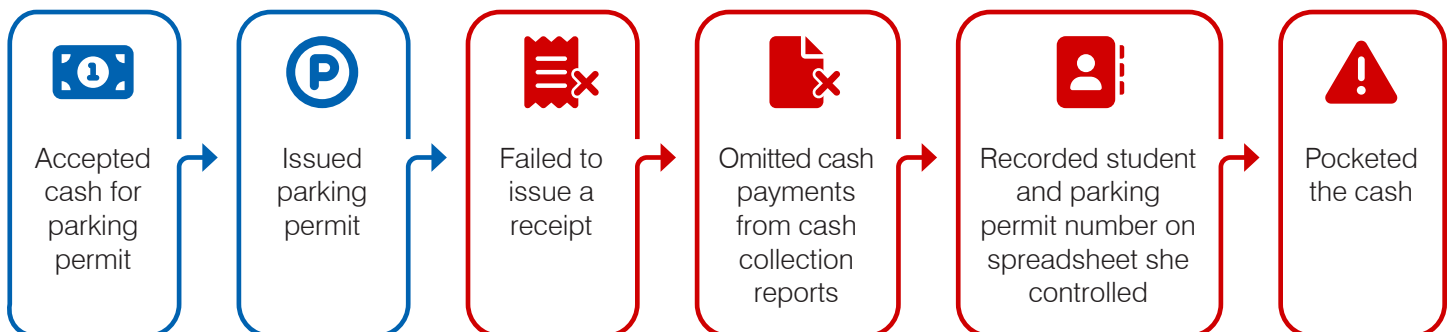 1
P
Accepted
cash for
parking
permit
Issued
parking
permit
Failed to
issue a
receipt
Omitted cash
payments
from cash
collection
reports
Recorded student
and parking
permit number on
spreadsheet she
controlled
Pocketed
the cash